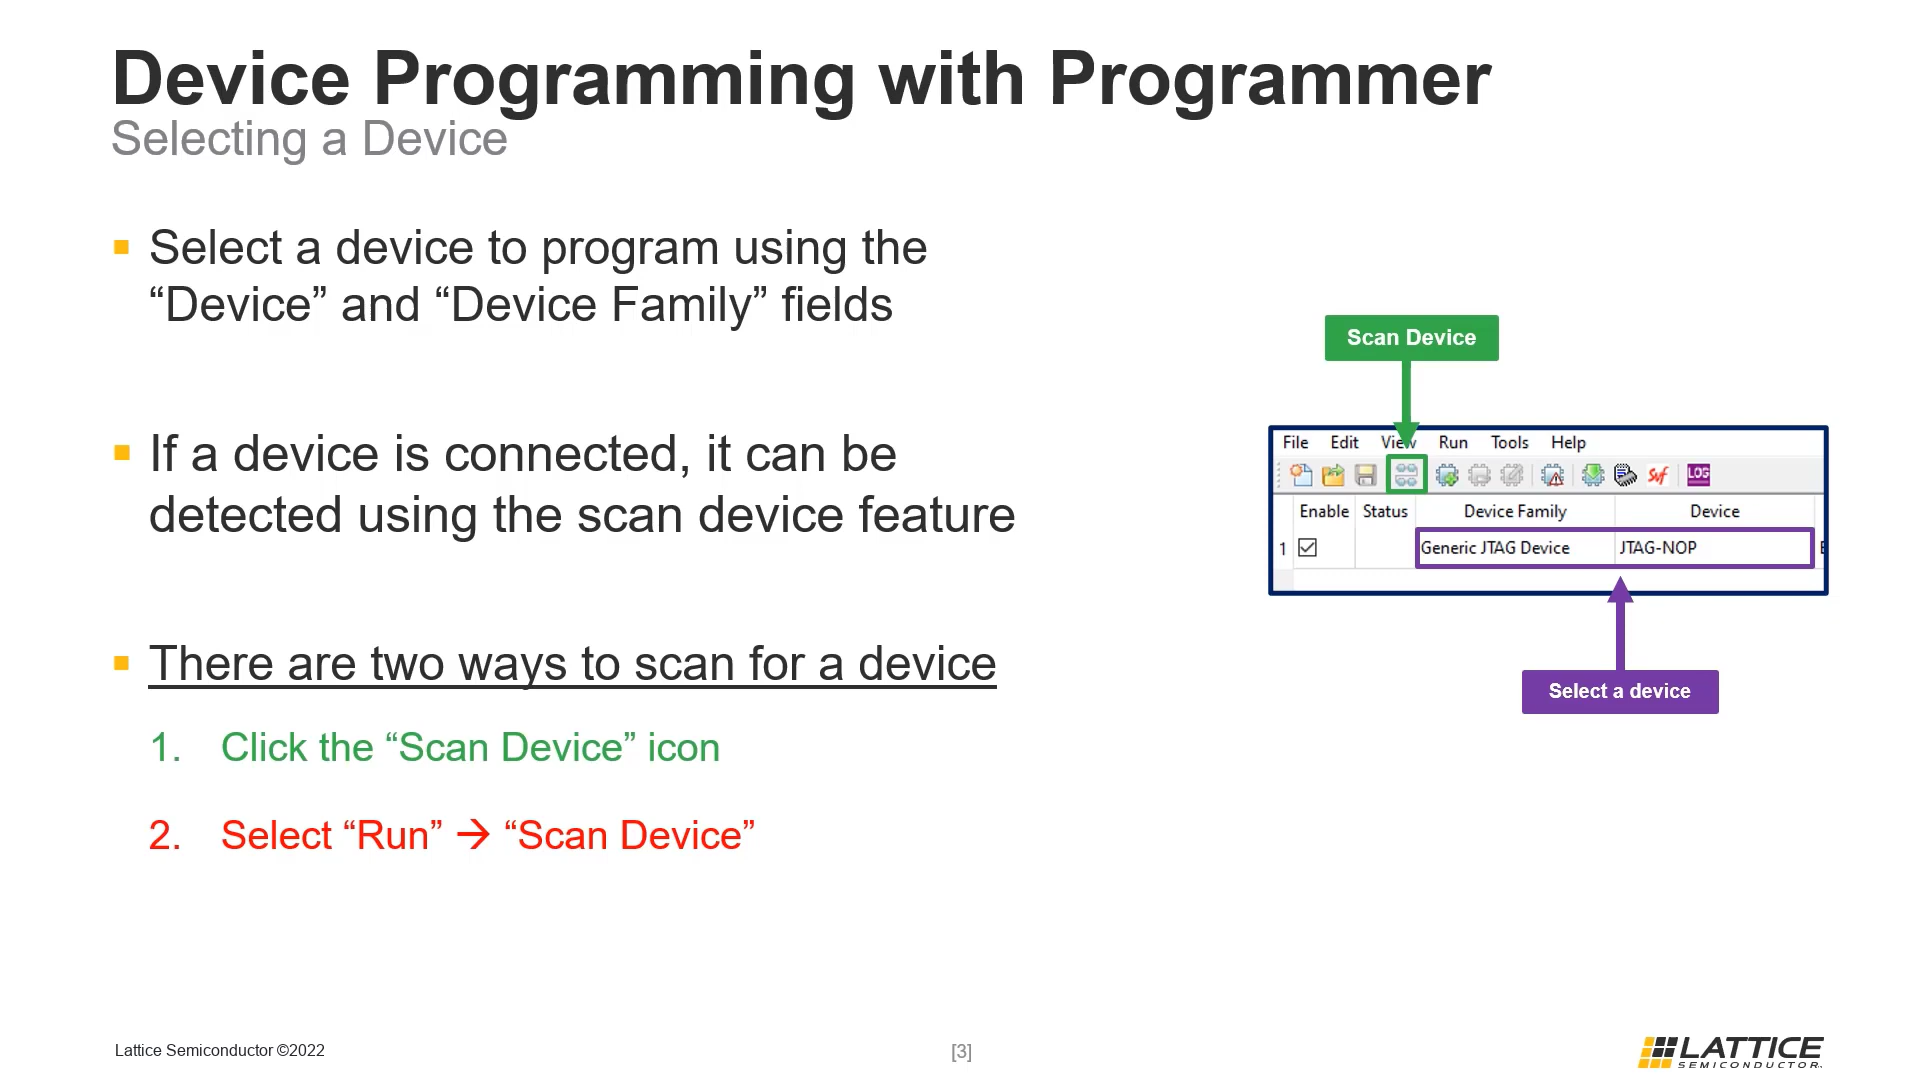 Device Programming with Programmer
Selecting a Device
Select a device to program using the
“Device” and “Device Family” fields
If a device is connected, it can be
detected using the scan device feature
There are two ways to scan for a device
1. Click the “Scan Device” icon
2. Select “Run” → “Scan Device”
Scan Device
File Edit View Run Tools Help
Svf LOG
Enable Status Device Family Device
1 Generic JTAG Device JTAG-NOP
Select a device
Lattice Semiconductor ©2022
[3]
LATTICE
SEMICONDUCTOR